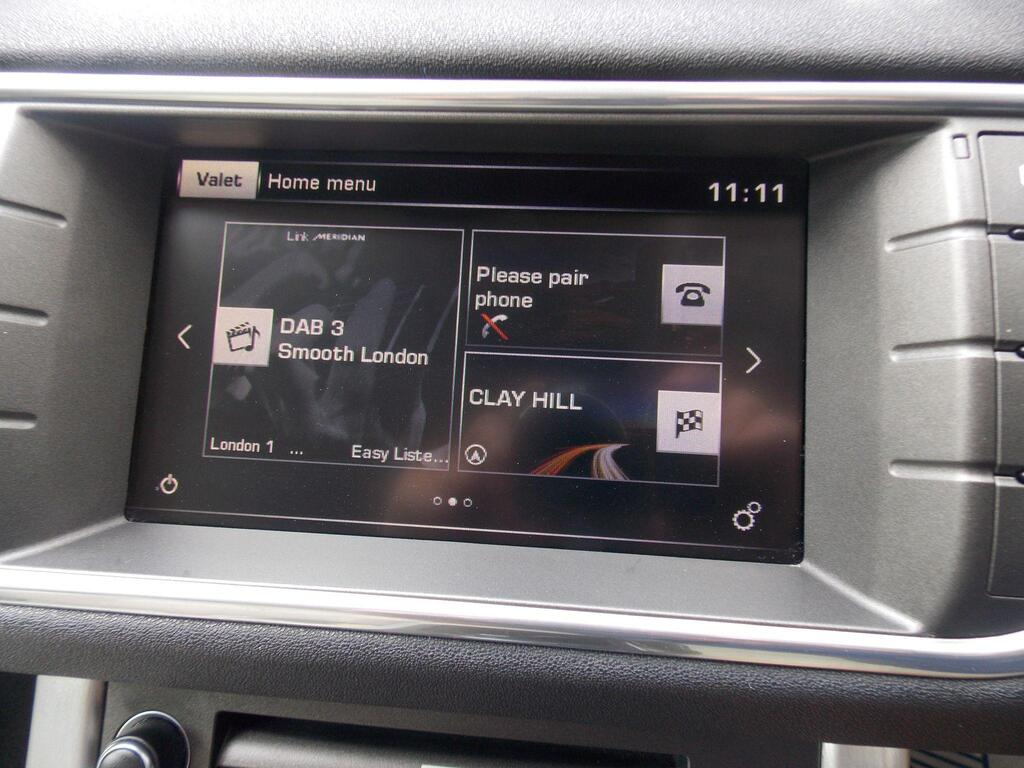 Valet
Home menu
11:11
Link MERIDIAN
DAB 3
Smooth London
London 1 ...
Easy Liste...
Please pair
phone
CLAY HILL